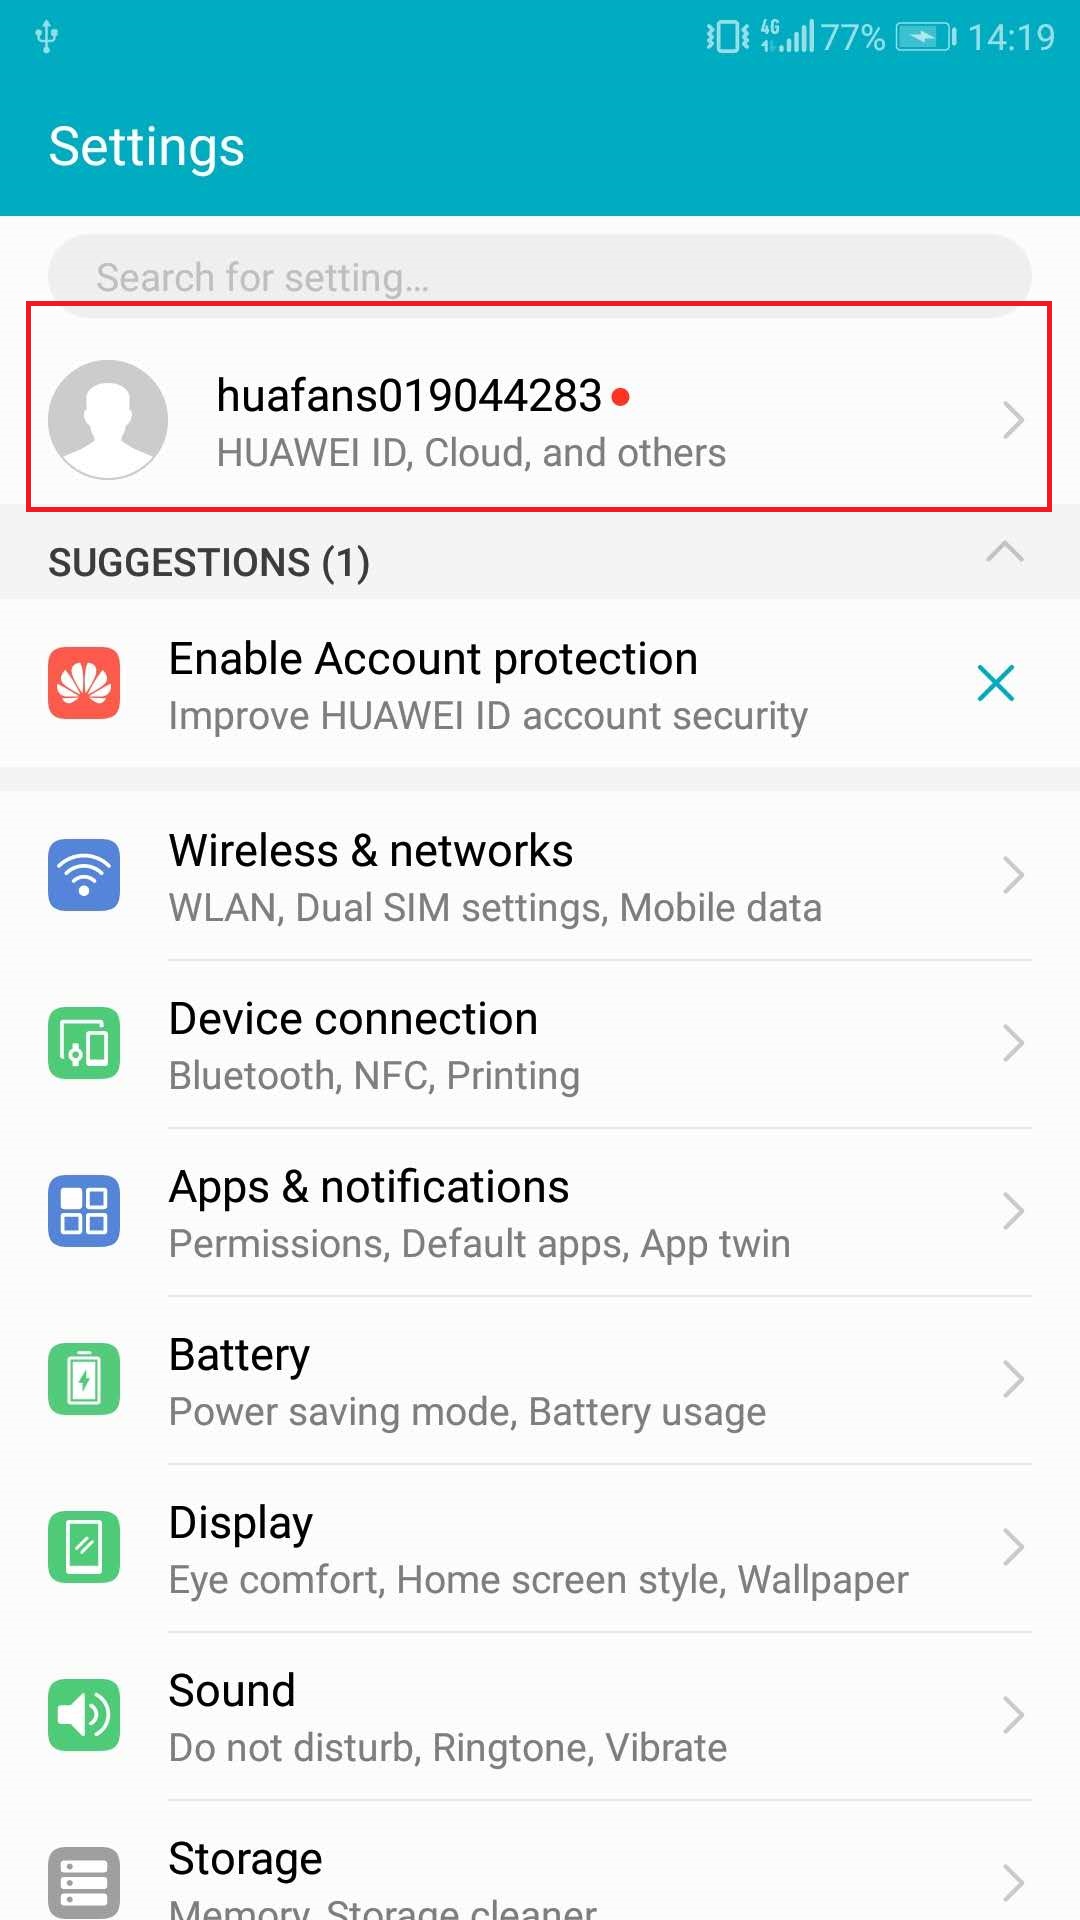 4G
77%
14:19
Settings
Search for setting...
huafans019044283
HUAWEI ID, Cloud, and others
SUGGESTIONS (1)
Enable Account protection
Improve HUAWEI ID account security
Wireless & networks
WLAN, Dual SIM settings, Mobile data
Device connection
Bluetooth, NFC, Printing
Apps & notifications
Permissions, Default apps, App twin
Battery
Power saving mode, Battery usage
Display
Eye comfort, Home screen style, Wallpaper
Sound
Do not disturb, Ringtone, Vibrate
Storage
Memory, Storage cleaner